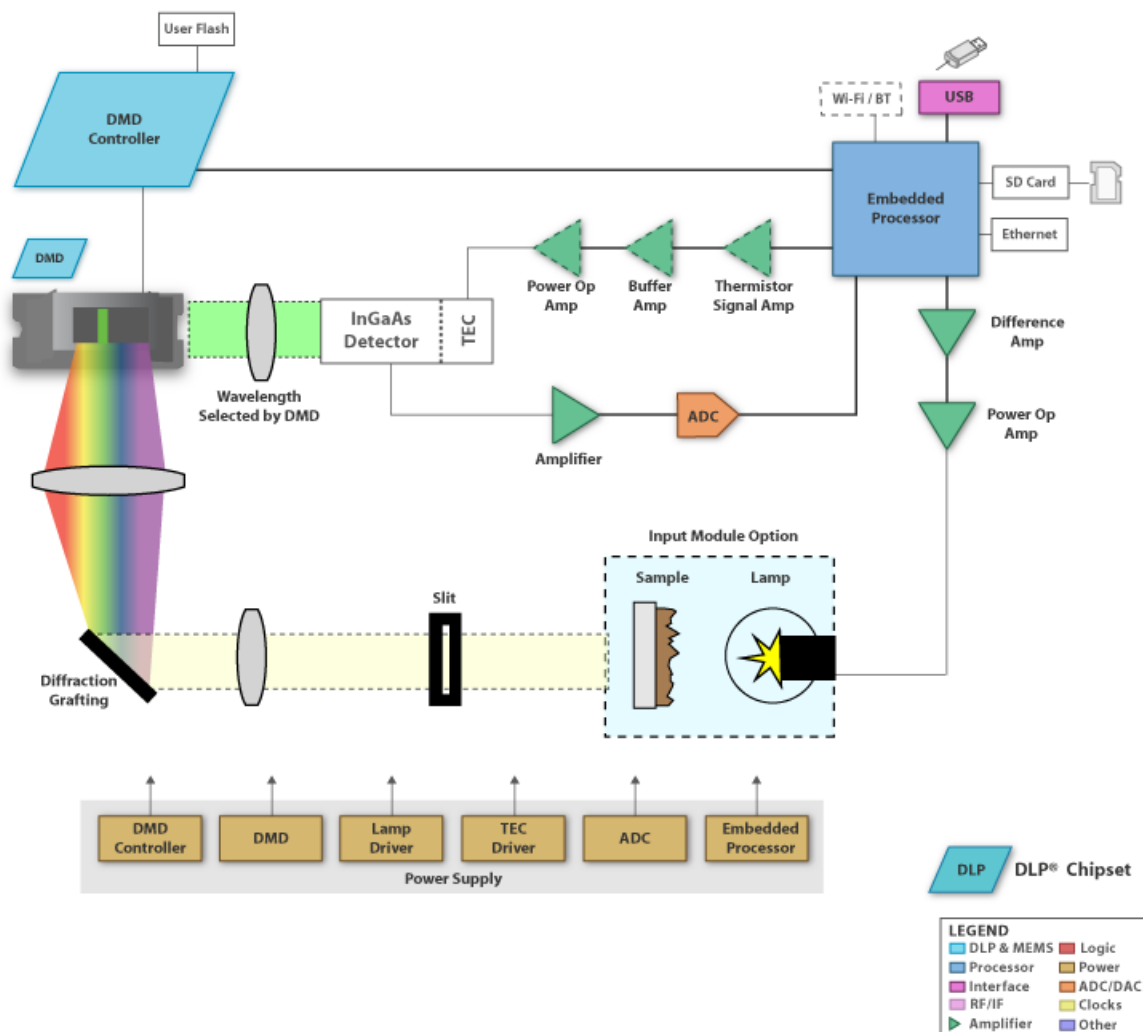 User Flash
DMD
Controller
Wi-Fi / BT
USB
Embedded
Processor
SD Card
Ethernet
DMD
Power Op
Amp
Buffer
Amp
Thermistor
Signal Amp
InGaAs
Detector
TEC
Difference
Amp
Wavelength
Selected by DMD
Amplifier
ADC
Power Op
Amp
Input Module Option
Sample
Lamp
Slit
Diffraction
Grafting
DMD
Controller
DMD
Lamp
Driver
TEC
Driver
ADC
Embedded
Processor
Power Supply
DLP
DLP® Chipset
LEGEND
DLP & MEMS
Logic
Processor
Power
Interface
ADC/DAC
RF/IF
Clocks
Amplifier
Other